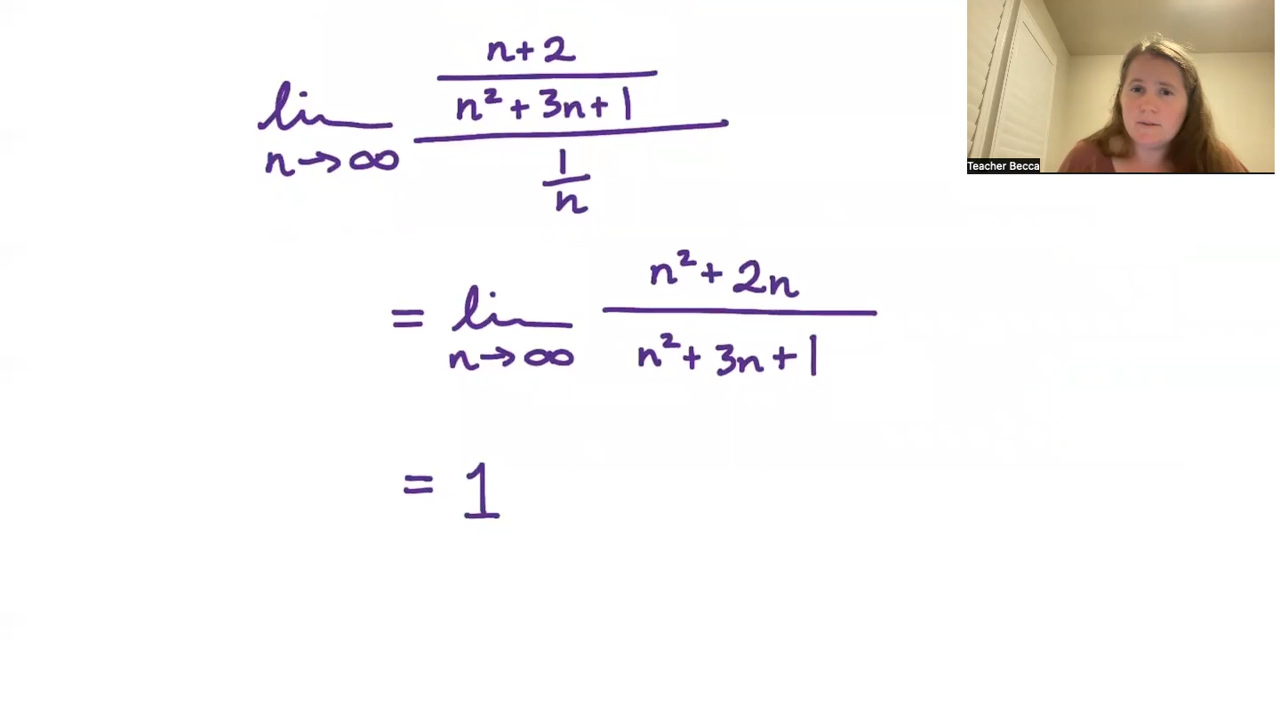 lim n→∞ (n+2)/(n²+3n+1) / (1/n)
= lim n→∞ (n²+2n)/(n²+3n+1)
= 1
Teacher Becca